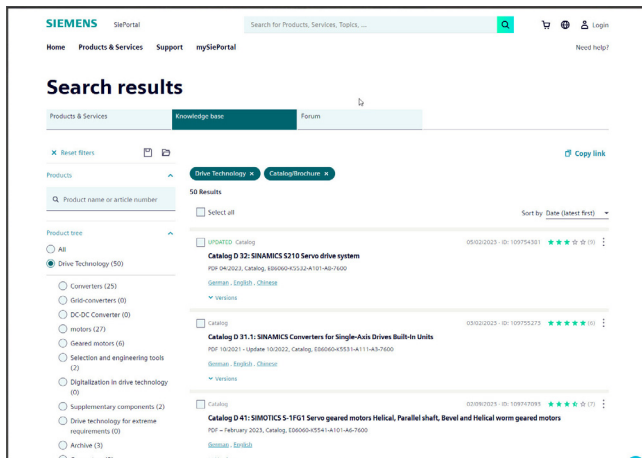 SIEMENS SiePortal Search for Products, Services, Topics, .... Login
Home Products & Services Support mySiePortal Need help?
Search results
Products & Services Knowledge base Forum
Reset filters Copy link
Products
Drive Technology × Catalog/Brochure ×
50 Results
Product name or article number
Select all Sort by Date (latest first)
Product tree
All
Drive Technology (50)
Converters (25)
Grid-converters (0)
DC-DC Converter (0)
motors (27)
Geared motors (6)
Selection and engineering tools
(2)
Digitalization in drive technology
(0)
Supplementary components (2)
Drive technology for extreme
requirements (0)
Archive (3)
UPDATED Catalog 05/02/2023 - ID: 109754381 (9)
Catalog D 32: SINAMICS S210 Servo drive system
PDF 04/2023, Catalog, E06060-K5532-A101-A8-7600
German , English , Chinese
Versions
Catalog 03/02/2023 - ID: 109755273 (6)
Catalog D 31.1: SINAMICS Converters for Single-Axis Drives Built-In Units
PDF 10/2021 - Update 10/2022, Catalog, E06060-K5531-A111-A3-7600
German , English , Chinese
Versions
Catalog 02/09/2023 - ID: 109747095 (7)
Catalog D 41: SIMOTICS S-1FG1 Servo geared motors Helical, Parallel shaft, Bevel and Helical worm geared motors
PDF – February 2023, Catalog, E06060-K5541-A101-A6-7600
German , English